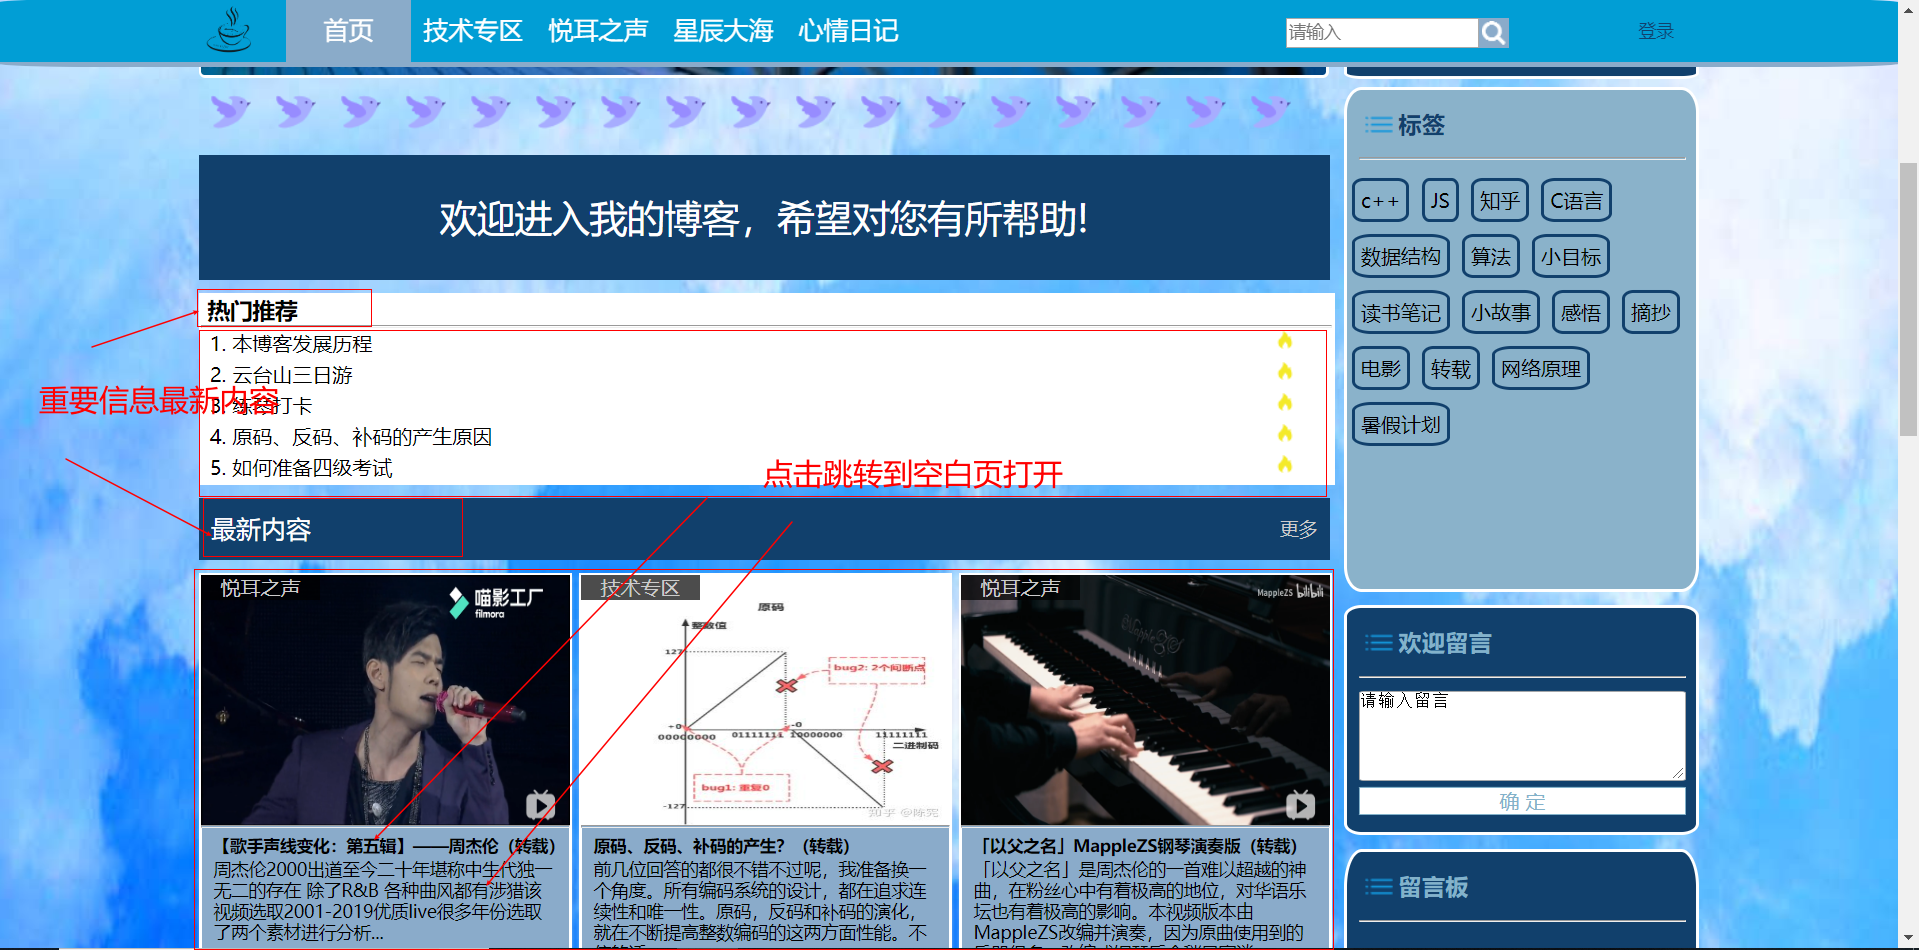 首页 技术专区 悦耳之声 星辰大海 心情日记 请输入 登录
欢迎进入我的博客，希望对您有所帮助!
热门推荐
1. 本博客发展历程
2. 云台山三日游
重要信息最新内容
3. 练琴打卡
4. 原码、反码、补码的产生原因
5. 如何准备四级考试
点击跳转到空白页打开
最新内容
更多
悦耳之声
喵影工厂
filmora
【歌手声线变化：第五辑】——周杰伦（转载）
周杰伦2000出道至今二十年堪称中生代独一
无二的存在 除了R&B 各种曲风都有涉猎该
视频选取2001-2019优质live很多年份选取
了两个素材进行分析...
技术专区
原码
整数值
127
bug2: 2个间断点
+0
-0
00000000
01111111
10000000
11111111
二进制码
bug1: 重复0
-127
知乎 @陈宪
原码、反码、补码的产生？（转载）
前几位回答的都很不错不过呢，我准备换一
个角度。所有编码系统的设计，都在追求连
续性和唯一性。原码，反码和补码的演化，
就在不断提高整数编码的这两方面性能。不
悦耳之声
MappleZS bilibili
YAMAHA
「以父之名」MappleZS钢琴演奏版（转载）
「以父之名」是周杰伦的一首难以超越的神
曲，在粉丝心中有着极高的地位，对华语乐
坛也有着极高的影响。本视频版本由
MappleZS改编并演奏，因为原曲使用到的
标签
c++ JS 知乎 C语言
数据结构 算法 小目标
读书笔记 小故事 感悟 摘抄
电影 转载 网络原理
暑假计划
欢迎留言
请输入留言
确 定
留言板